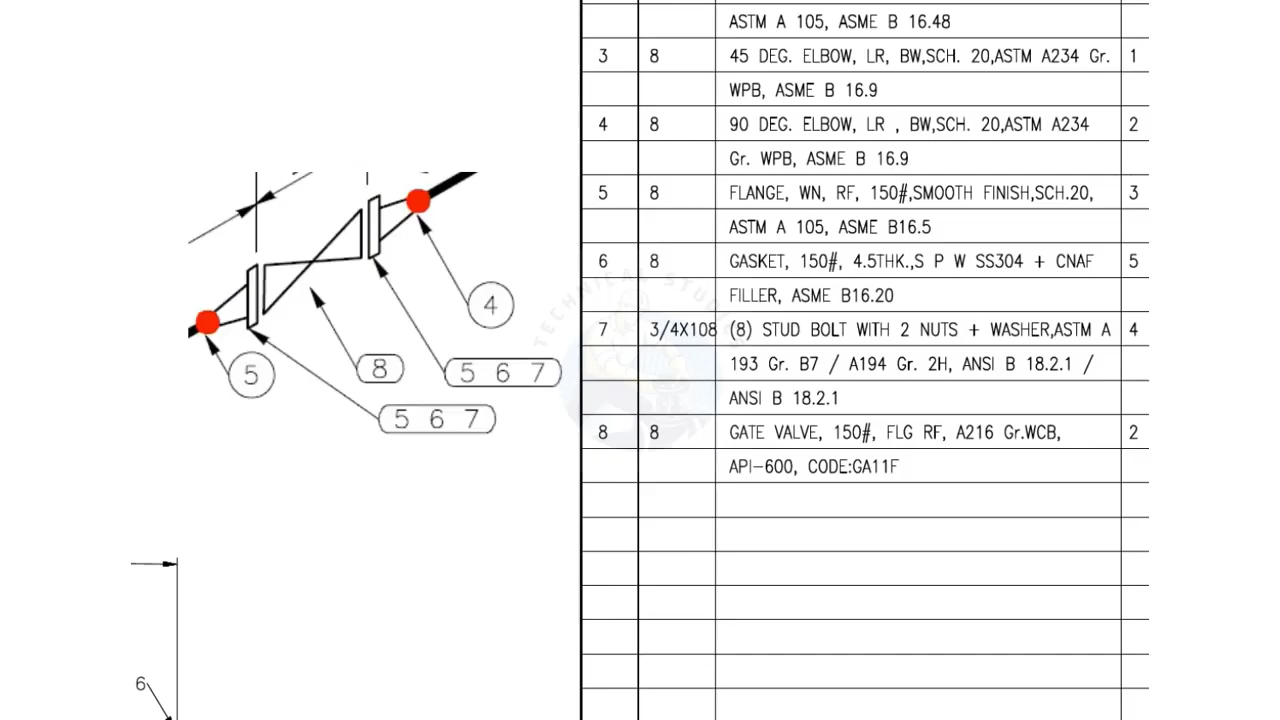 ASTM A 105, ASME B 16.48
3 8 45 DEG. ELBOW, LR, BW,SCH. 20,ASTM A234 Gr. 1
WPB, ASME B 16.9
4 8 90 DEG. ELBOW, LR , BW,SCH. 20,ASTM A234 2
Gr. WPB, ASME B 16.9
5 8 FLANGE, WN, RF, 150#,SMOOTH FINISH,SCH.20, 3
ASTM A 105, ASME B16.5
6 8 GASKET, 150#, 4.5THK.,S P W SS304 + CNAF 5
FILLER, ASME B16.20
7 3/4X108 (8) STUD BOLT WITH 2 NUTS + WASHER,ASTM A 4
193 Gr. B7 / A194 Gr. 2H, ANSI B 18.2.1 /
ANSI B 18.2.1
8 8 GATE VALVE, 150#, FLG RF, A216 Gr.WCB, 2
API-600, CODE:GA11F
4
5
8
5 6 7
5 6 7
6
TECHNICAL STUDIES